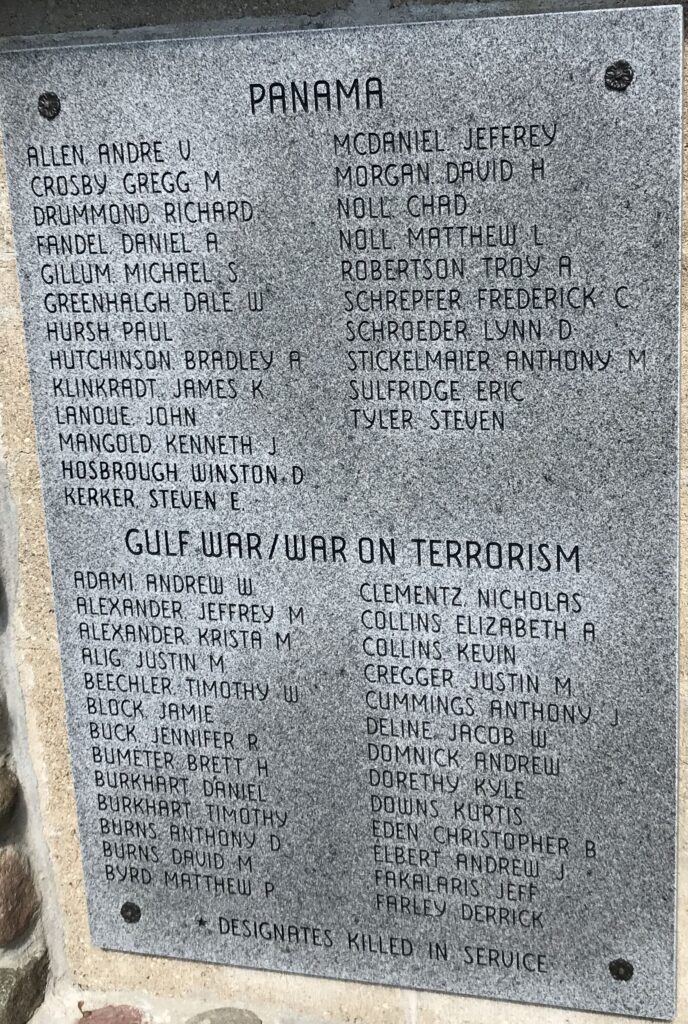 PANAMA
ALLEN, ANDRE V
CROSBY, GREGG M
DRUMMOND, RICHARD
FANDEL, DANIEL A
GILLUM, MICHAEL S
GREENHALGH, DALE W
HURSH, PAUL
HUTCHINSON, BRADLEY A
KLINKRADT, JAMES K
LANOUE, JOHN
MANGOLD, KENNETH J
HOSBROUGH, WINSTON D
KERKER, STEVEN E.
MCDANIEL, JEFFREY
MORGAN, DAVID H
NOLL, CHAD
NOLL, MATTHEW L
ROBERTSON, TROY A
SCHREPFER, FREDERICK C
SCHROEDER, LYNN D
STICKELMAIER, ANTHONY M
SULFRIDGE, ERIC
TYLER, STEVEN
GULF WAR/WAR ON TERRORISM
ADAMI, ANDREW W
ALEXANDER, JEFFREY M
ALEXANDER, KRISTA M
ALIG, JUSTIN M
BEECHLER, TIMOTHY W
BLOCK, JAMIE
BUCK, JENNIFER R
BUMETER, BRETT H
BURKHART, DANIEL
BURKHART, TIMOTHY
BURNS, ANTHONY D
BURNS, DAVID M
BYRD, MATTHEW P
CLEMENTZ, NICHOLAS
COLLINS, ELIZABETH A
COLLINS, KEVIN
CREGGER, JUSTIN M
CUMMINGS, ANTHONY J
DELINE, JACOB W
DOMNICK, ANDREW
DORETHY, KYLE
DOWNS, KURTIS
EDEN, CHRISTOPHER B
ELBERT, ANDREW J
FAKALARIS, JEFF
FARLEY, DERRICK
* DESIGNATES KILLED IN SERVICE